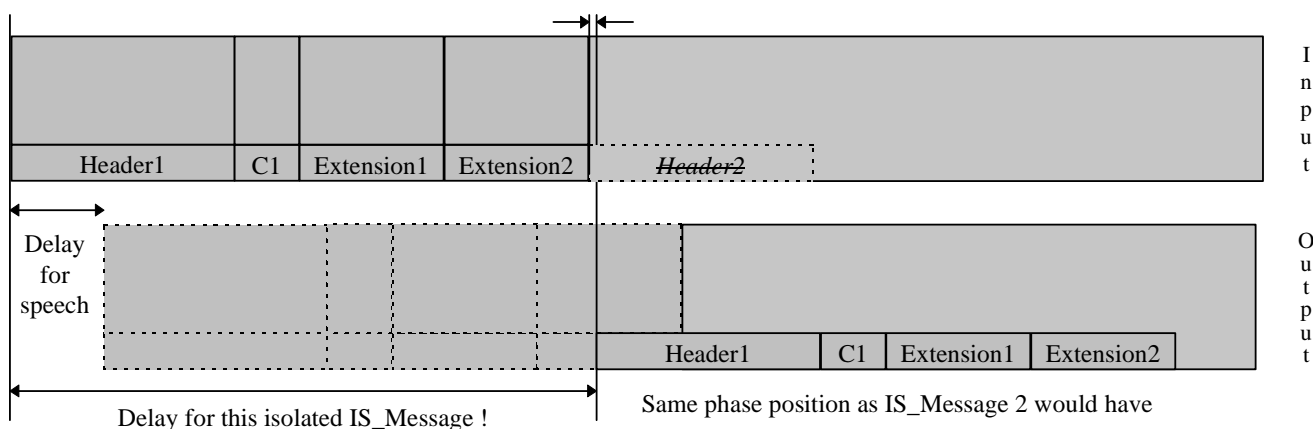 Header1 C1 Extension1 Extension2 Header2
Input
Delay
for
speech
Output
Header1 C1 Extension1 Extension2
Delay for this isolated IS_Message !
Same phase position as IS_Message 2 would have